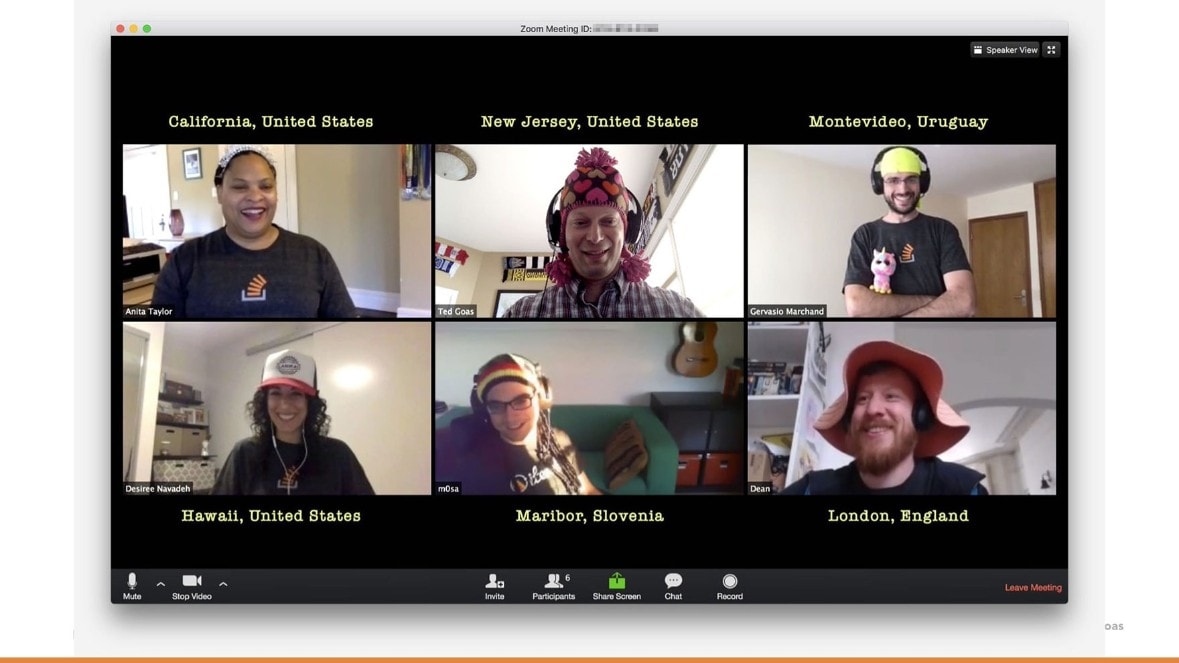 Zoom Meeting ID:
Speaker View
California, United States
New Jersey, United States
Montevideo, Uruguay
Anita Taylor
Ted Goas
Gervasio Marchand
Desiree Navadeh
m0sa
Dean
Hawaii, United States
Maribor, Slovenia
London, England
Mute
Stop Video
Invite
Participants
6
Share Screen
Chat
Record
Leave Meeting
oas